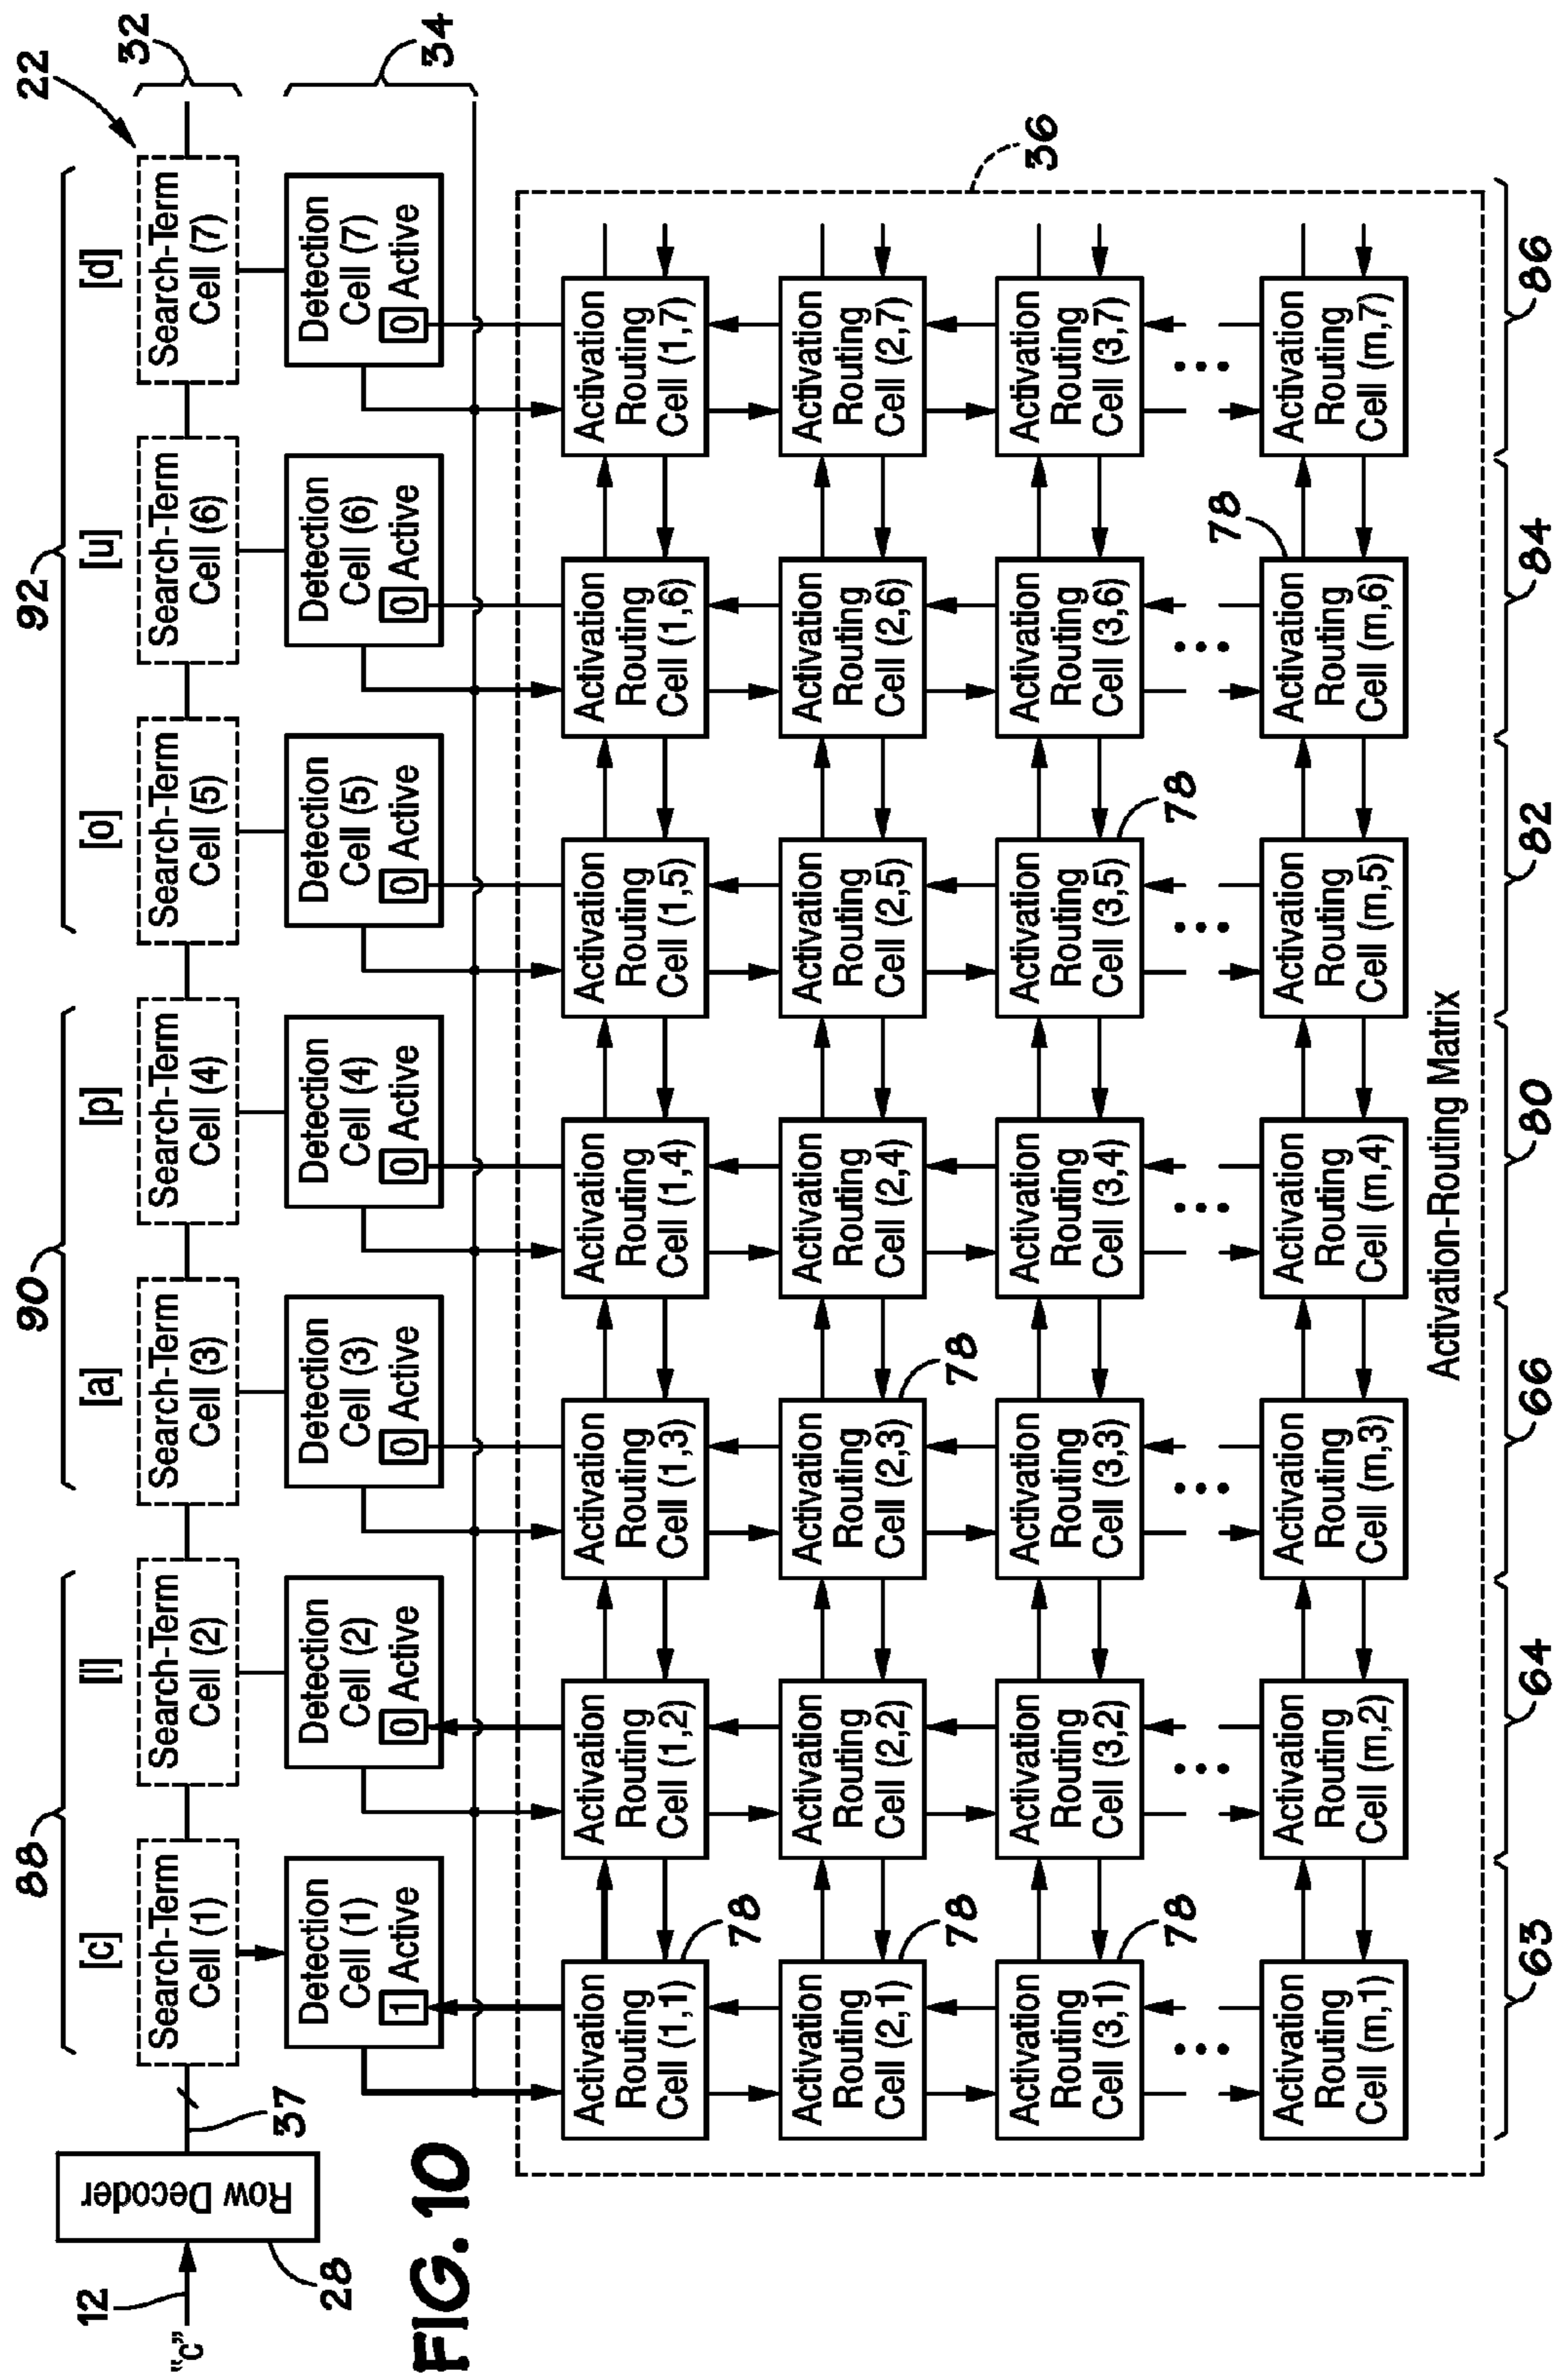 88
90
92
22
[c]
[l]
[a]
[p]
[o]
[u]
[d]
"c"
12
Row Decoder
28
37
Search-Term
Cell (1)
Search-Term
Cell (2)
Search-Term
Cell (3)
Search-Term
Cell (4)
Search-Term
Cell (5)
Search-Term
Cell (6)
Search-Term
Cell (7)
32
Detection
Cell (1)
1 Active
Detection
Cell (2)
0 Active
Detection
Cell (3)
0 Active
Detection
Cell (4)
0 Active
Detection
Cell (5)
0 Active
Detection
Cell (6)
0 Active
Detection
Cell (7)
0 Active
34
FIG. 10
Activation
Routing
Cell (1,1)
78
Activation
Routing
Cell (1,2)
Activation
Routing
Cell (1,3)
Activation
Routing
Cell (1,4)
Activation
Routing
Cell (1,5)
Activation
Routing
Cell (1,6)
Activation
Routing
Cell (1,7)
36
Activation
Routing
Cell (2,1)
78
Activation
Routing
Cell (2,2)
Activation
Routing
Cell (2,3)
78
Activation
Routing
Cell (2,4)
Activation
Routing
Cell (2,5)
Activation
Routing
Cell (2,6)
Activation
Routing
Cell (2,7)
Activation
Routing
Cell (3,1)
78
Activation
Routing
Cell (3,2)
Activation
Routing
Cell (3,3)
Activation
Routing
Cell (3,4)
Activation
Routing
Cell (3,5)
78
Activation
Routing
Cell (3,6)
Activation
Routing
Cell (3,7)
Activation
Routing
Cell (m,1)
Activation
Routing
Cell (m,2)
Activation
Routing
Cell (m,3)
Activation
Routing
Cell (m,4)
Activation
Routing
Cell (m,5)
Activation
Routing
Cell (m,6)
78
Activation
Routing
Cell (m,7)
Activation-Routing Matrix
63
64
66
80
82
84
86